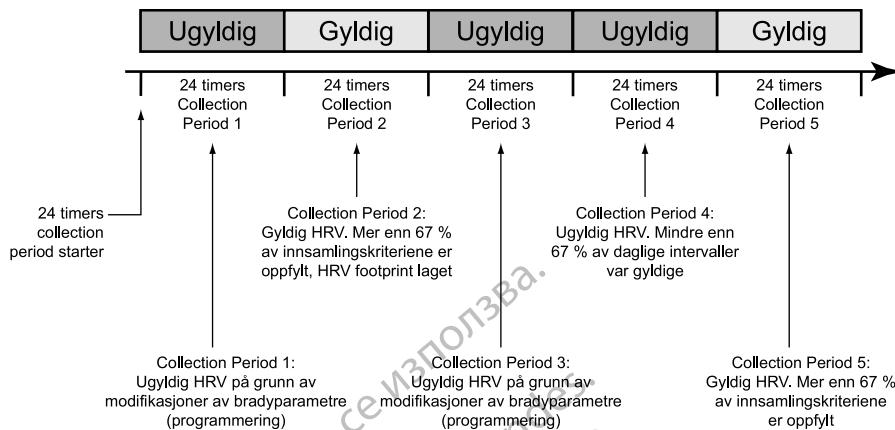 Ugyldig Gyldig Ugyldig Ugyldig Gyldig
24 timers Collection Period 1
24 timers Collection Period 2
24 timers Collection Period 3
24 timers Collection Period 4
24 timers Collection Period 5
24 timers
collection
period starter
Collection Period 2:
Gyldig HRV. Mer enn 67 %
av innsamlingskriteriene er
oppfylt, HRV footprint laget
Collection Period 4:
Ugyldig HRV. Mindre enn
67 % av daglige intervaller
var gyldige
Collection Period 1:
Ugyldig HRV på grunn av
modifikasjoner av bradyparametre
(programmering)
Collection Period 3:
Ugyldig HRV på grunn av
modifikasjoner av bradyparametre
(programmering)
Collection Period 5:
Gyldig HRV. Mer enn 67 %
av innsamlingskriteriene
er oppfylt
се използва.